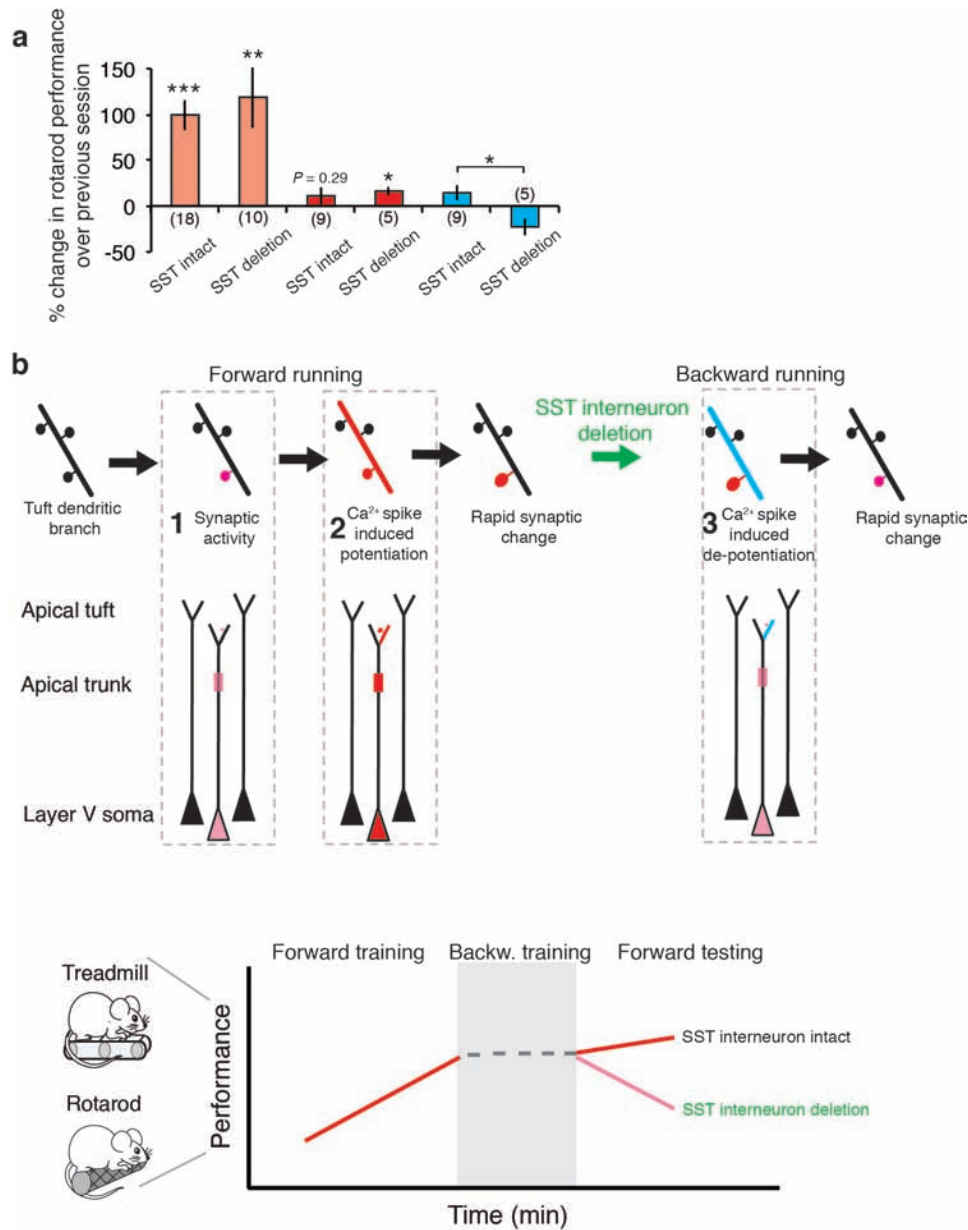 a
% change in rotarod performance
over previous session
150
100
50
0
-50
***
**
P = 0.29
*
*
(18)
(10)
(9)
(5)
(9)
(5)
SST intact
SST deletion
SST intact
SST deletion
SST intact
SST deletion
b
Forward running
Backward running
SST interneuron
deletion
Tuft dendritic
branch
1 Synaptic
activity
2 Ca²⁺ spike
induced
potentiation
Rapid synaptic
change
3 Ca²⁺ spike
induced
de-potentiation
Rapid synaptic
change
Apical tuft
Apical trunk
Layer V soma
Forward training
Backw. training
Forward testing
Treadmill
Rotarod
Performance
SST interneuron intact
SST interneuron deletion
Time (min)